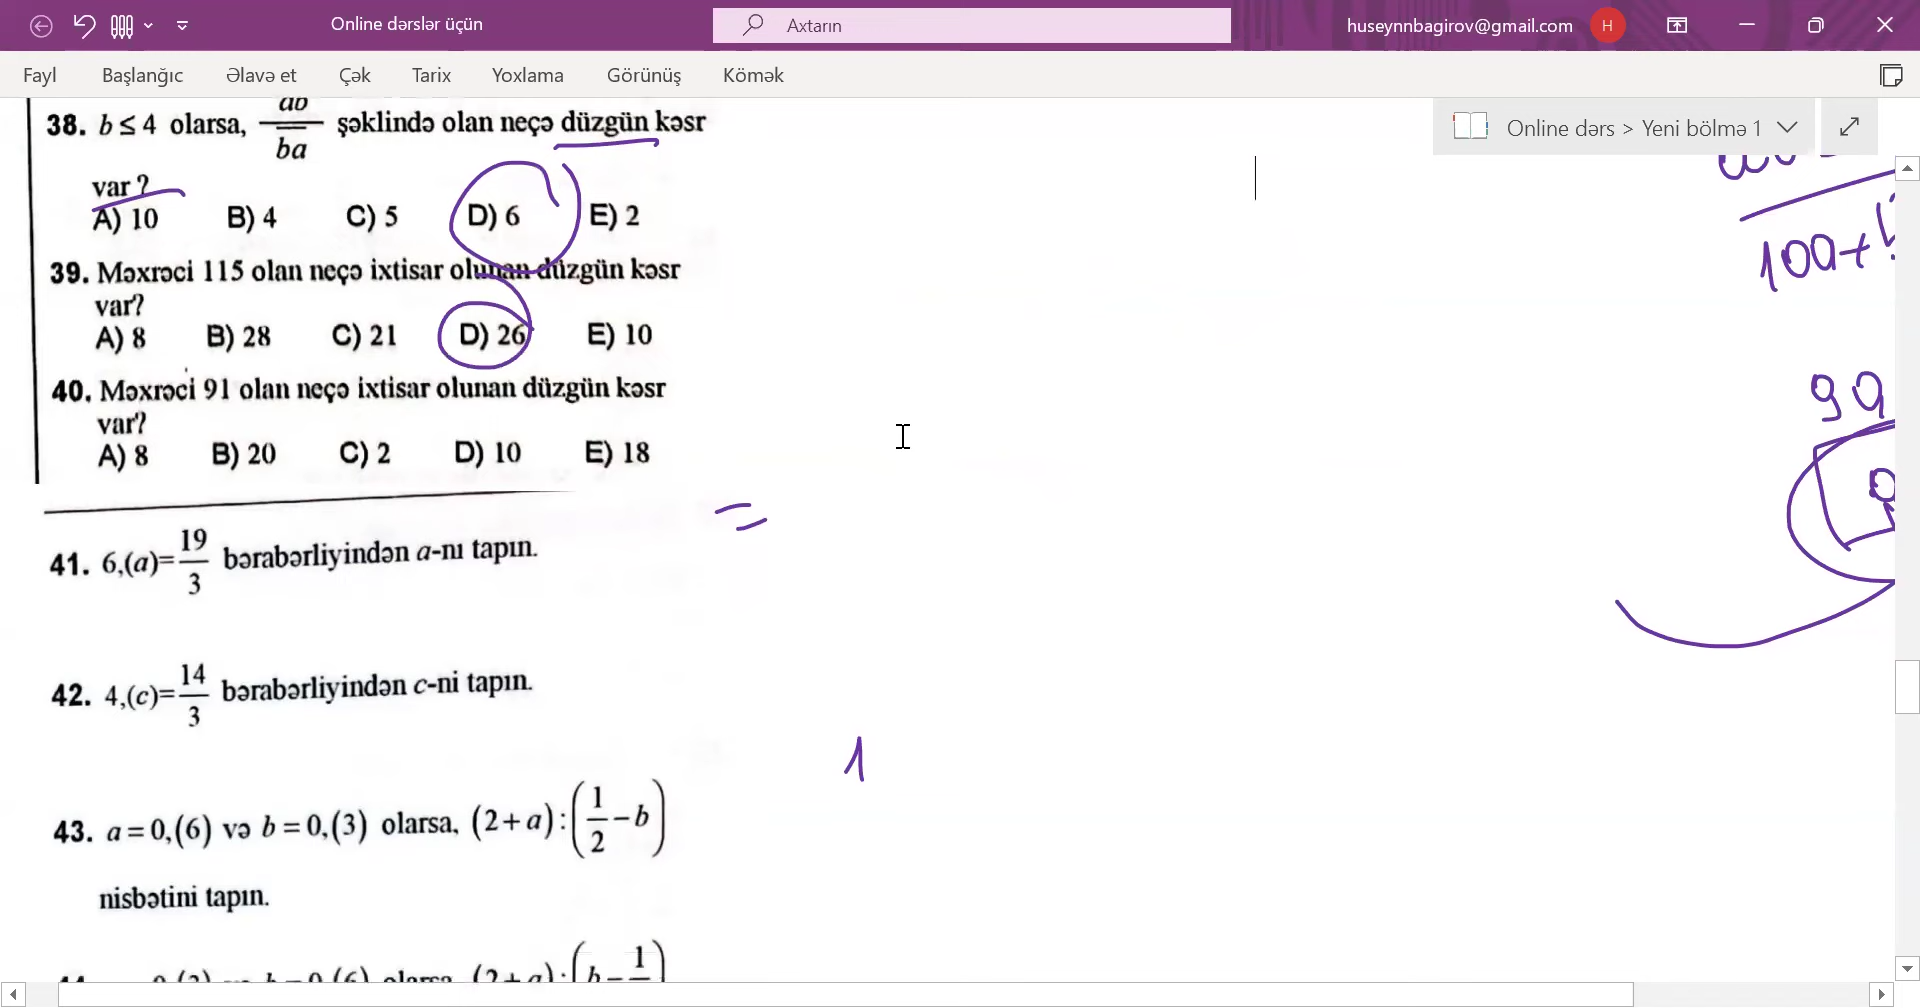 Online dərslər üçün
Axtarın
huseynnbagirov@gmail.com
H
Fayl Başlanğıc Əlavə et Çək Tarix Yoxlama Görünüş Kömək
Online dərs > Yeni bölmə 1
38. b ≤ 4 olarsa, ab/ba şəklində olan neçə düzgün kəsr
var?
A) 10 B) 4 C) 5 D) 6 E) 2
39. Məxrəci 115 olan neçə ixtisar olunan düzgün kəsr
var?
A) 8 B) 28 C) 21 D) 26 E) 10
40. Məxrəci 91 olan neçə ixtisar olunan düzgün kəsr
var?
A) 8 B) 20 C) 2 D) 10 E) 18
=
41. 6,(a)=19/3 bərabərliyindən a-nı tapın.
42. 4,(c)=14/3 bərabərliyindən c-ni tapın.
1
43. a = 0,(6) və b = 0,(3) olarsa, (2+a):(1/2−b)
nisbətini tapın.
100a+
99